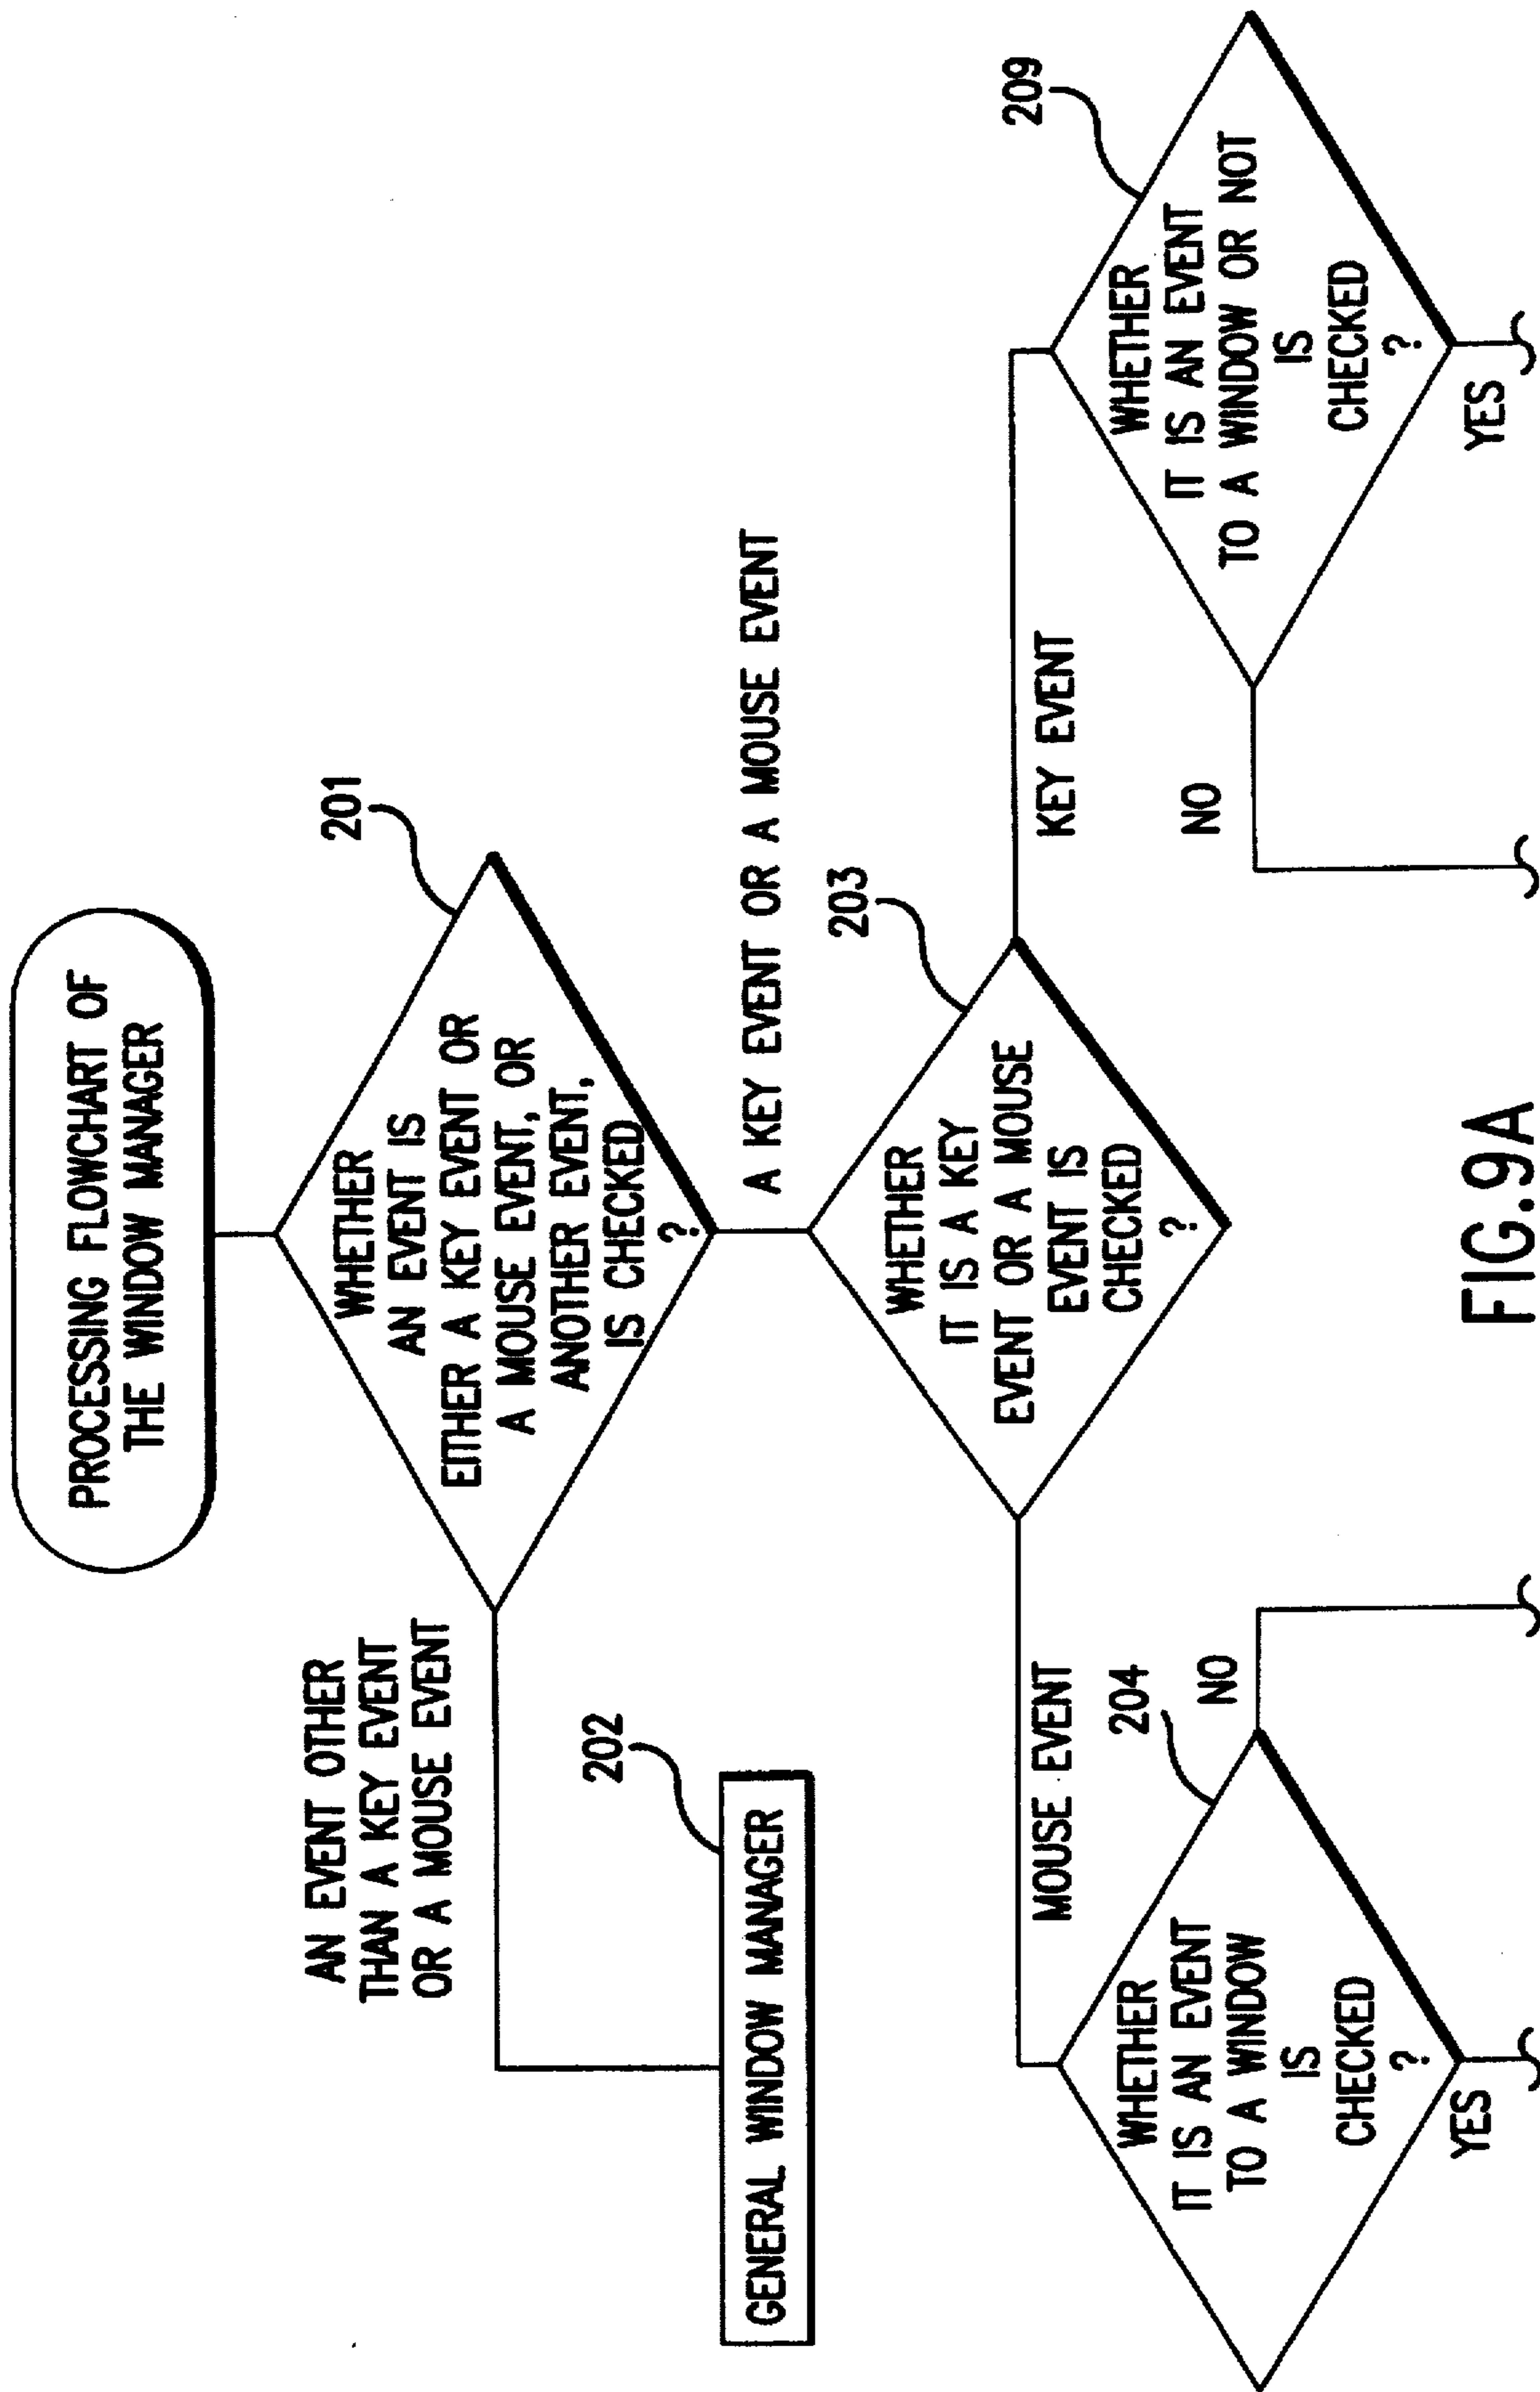 PROCESSING FLOWCHART OF
THE WINDOW MANAGER
201
WHETHER
AN EVENT IS
EITHER A KEY EVENT OR
A MOUSE EVENT, OR
ANOTHER EVENT,
IS CHECKED
?
AN EVENT OTHER
THAN A KEY EVENT
OR A MOUSE EVENT
202
GENERAL WINDOW MANAGER
A KEY EVENT OR A MOUSE EVENT
203
WHETHER
IT IS A KEY
EVENT OR A MOUSE
EVENT IS
CHECKED
?
MOUSE EVENT
KEY EVENT
204
WHETHER
IT IS AN EVENT
TO A WINDOW
IS
CHECKED
?
NO
YES
209
WHETHER
IT IS AN EVENT
TO A WINDOW OR NOT
IS
CHECKED
?
NO
YES
FIG.9A